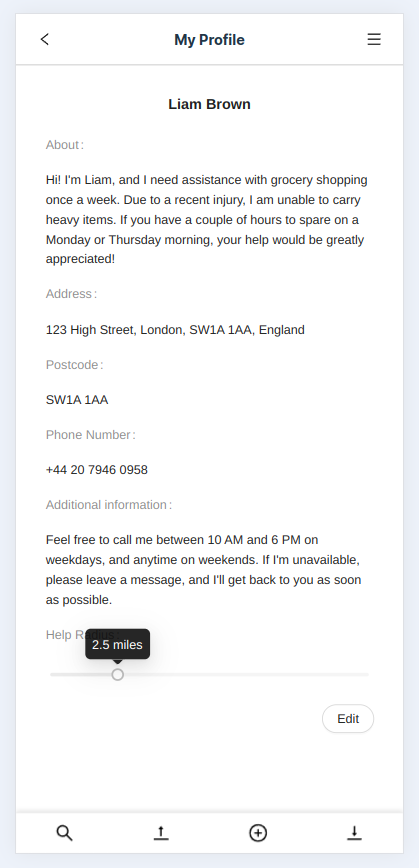 My Profile
Liam Brown
About:
Hi! I'm Liam, and I need assistance with grocery shopping
once a week. Due to a recent injury, I am unable to carry
heavy items. If you have a couple of hours to spare on a
Monday or Thursday morning, your help would be greatly
appreciated!
Address:
123 High Street, London, SW1A 1AA, England
Postcode:
SW1A 1AA
Phone Number:
+44 20 7946 0958
Additional information:
Feel free to call me between 10 AM and 6 PM on
weekdays, and anytime on weekends. If I'm unavailable,
please leave a message, and I'll get back to you as soon
as possible.
Help Radius
2.5 miles
Edit